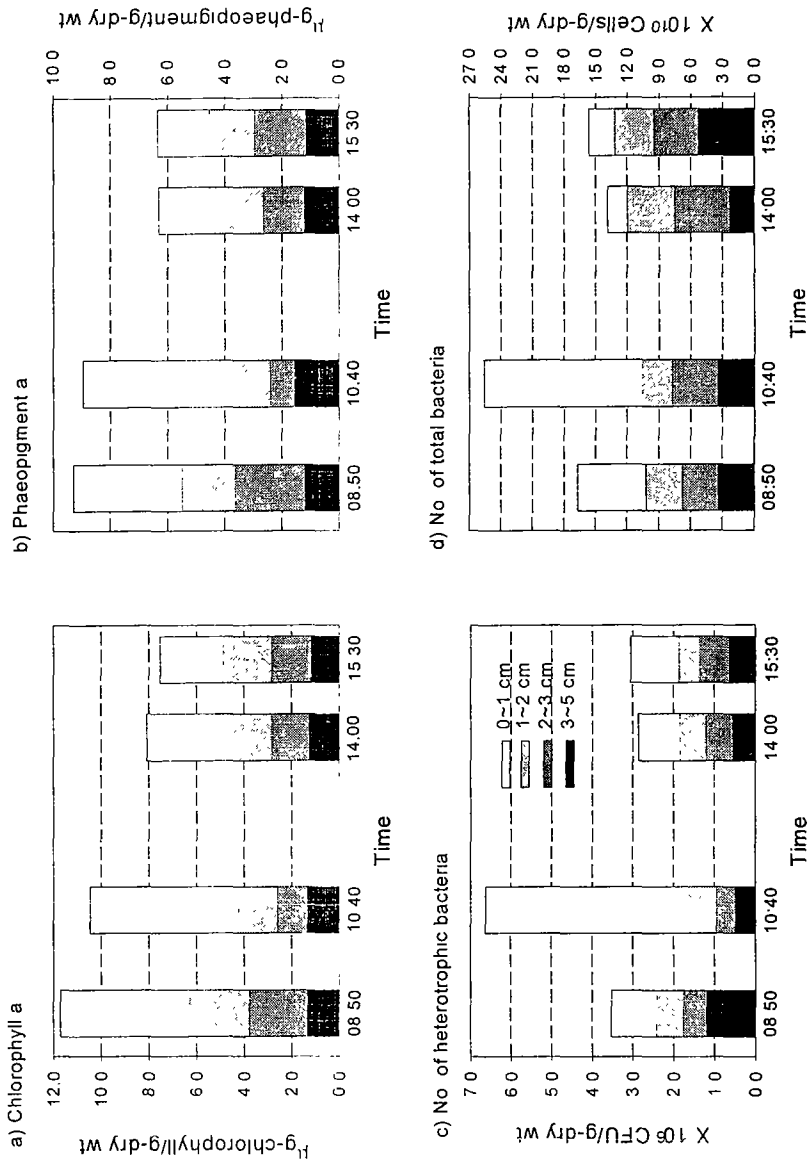 a) Chlorophyll a
μg-chlorophyll/g-dry wt
12.0
10 0
8 0
6 0
4 0
2 0
0 0
08 50
10 40
14.00
15 30
Time
b) Phaeopigment a
μg-phaeopigment/g-dry wt
10 0
8 0
6 0
4 0
2 0
0 0
08.50
10.40
14 00
15 30
Time
c) No of heterotrophic bacteria
X 10⁶ CFU/g-dry wt
7 0
6 0
5 0
4 0
3 0
2 0
1 0
0 0
0~1 cm
1~2 cm
2~3 cm
3~5 cm
08 50
10·40
14 00
15:30
Time
d) No of total bacteria
X 10¹⁰ Cells/g-dry wt
27 0
24 0
21 0
18 0
15 0
12 0
9 0
6 0
3 0
0 0
08:50
10:40
14:00
15:30
Time